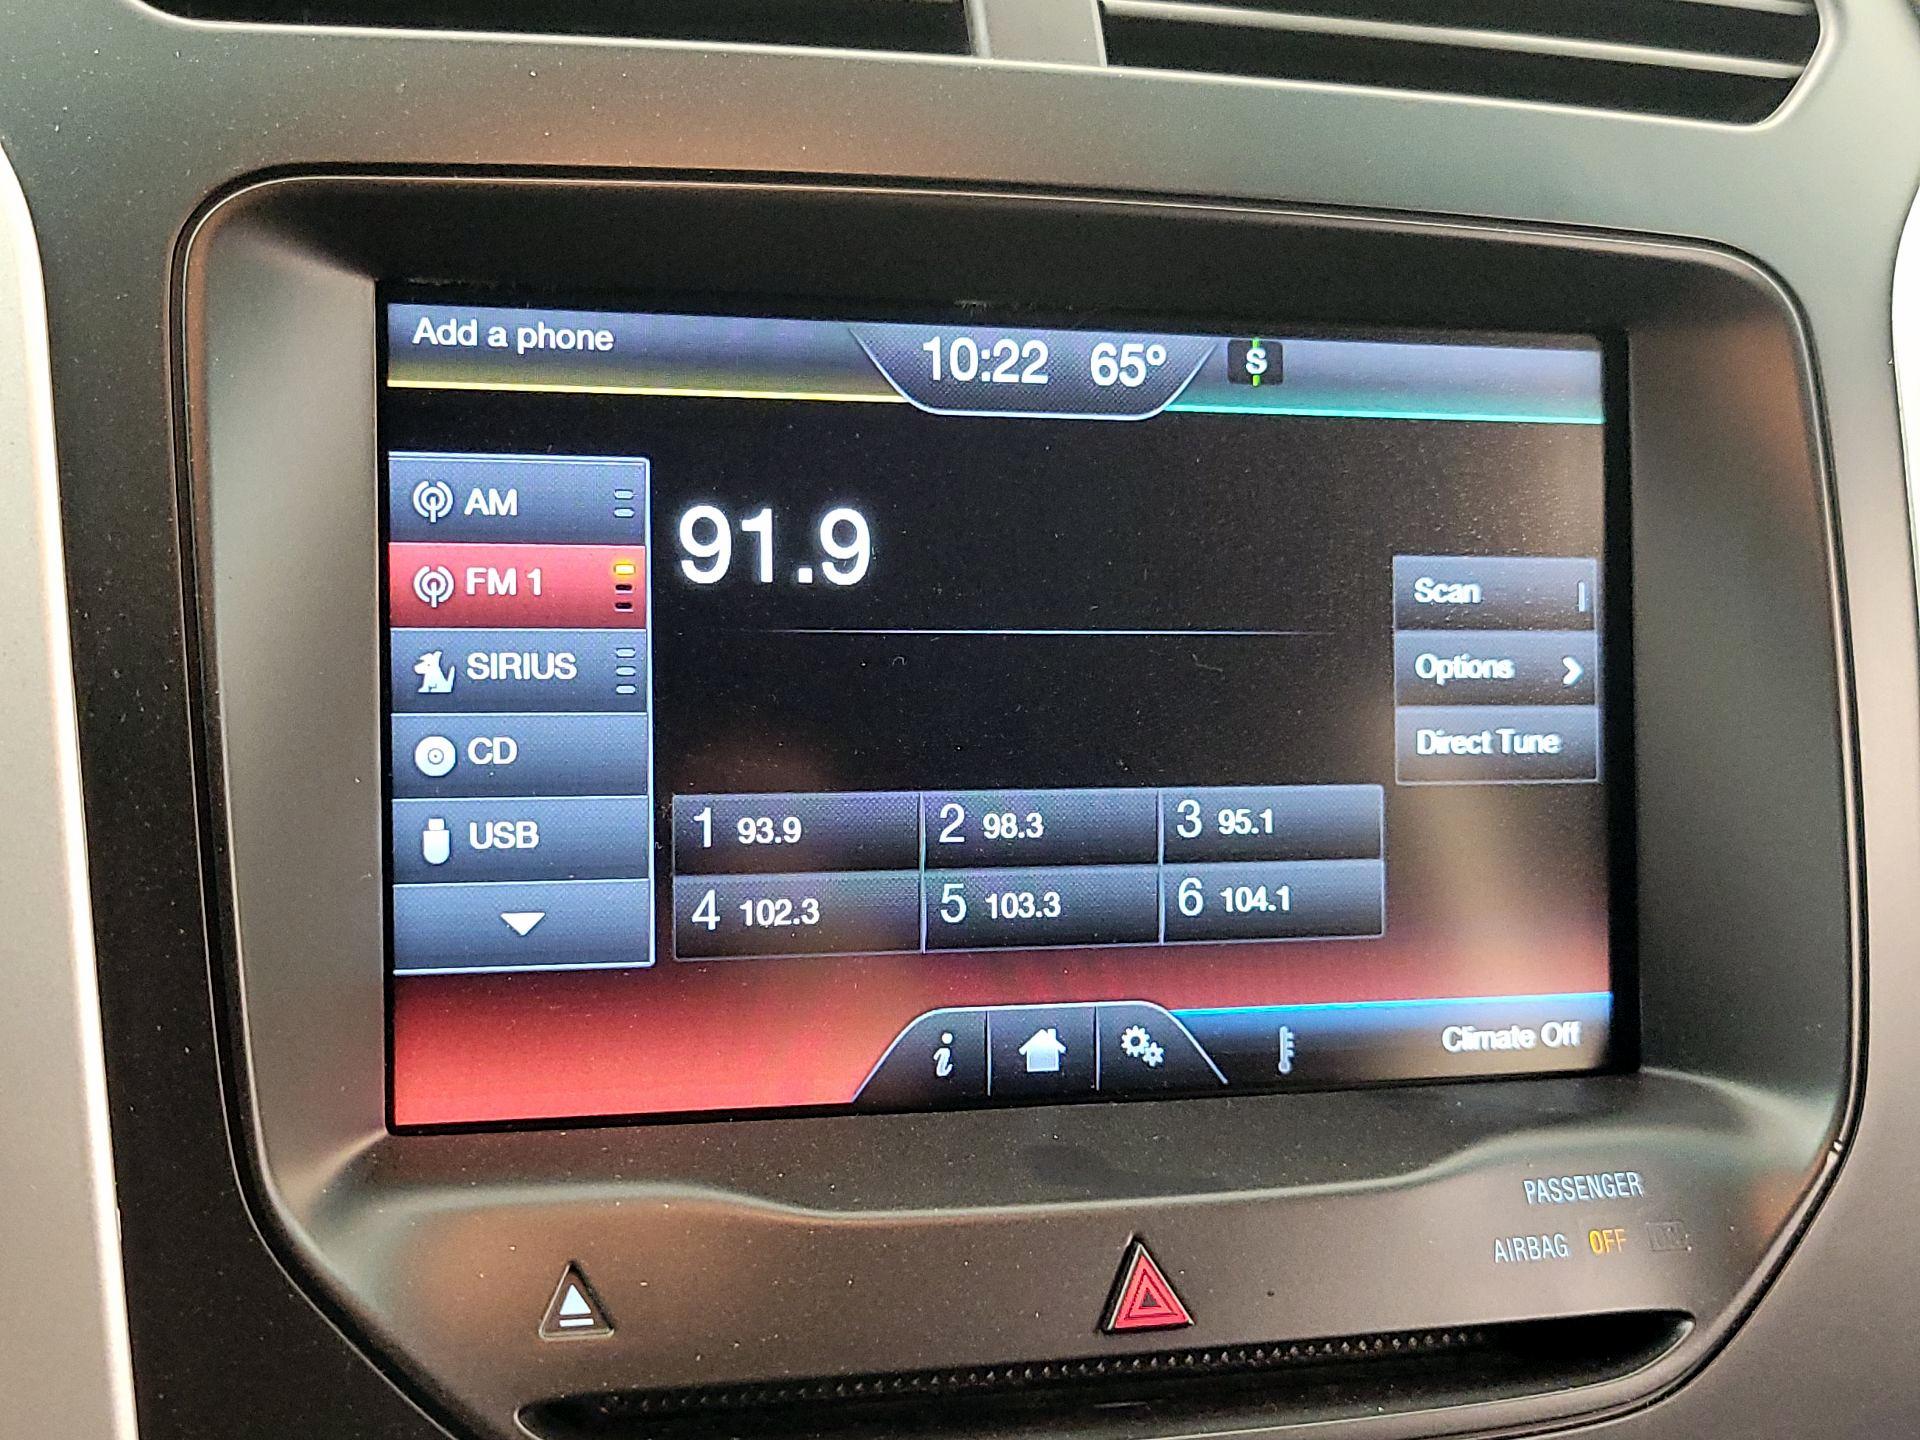 Add a phone
10:22 65° S
AM
FM 1
SIRIUS
CD
USB
91.9
Scan
Options
Direct Tune
1 93.9 2 98.3 3 95.1
4 102.3 5 103.3 6 104.1
i
Climate Off
PASSENGER
AIRBAG OFF